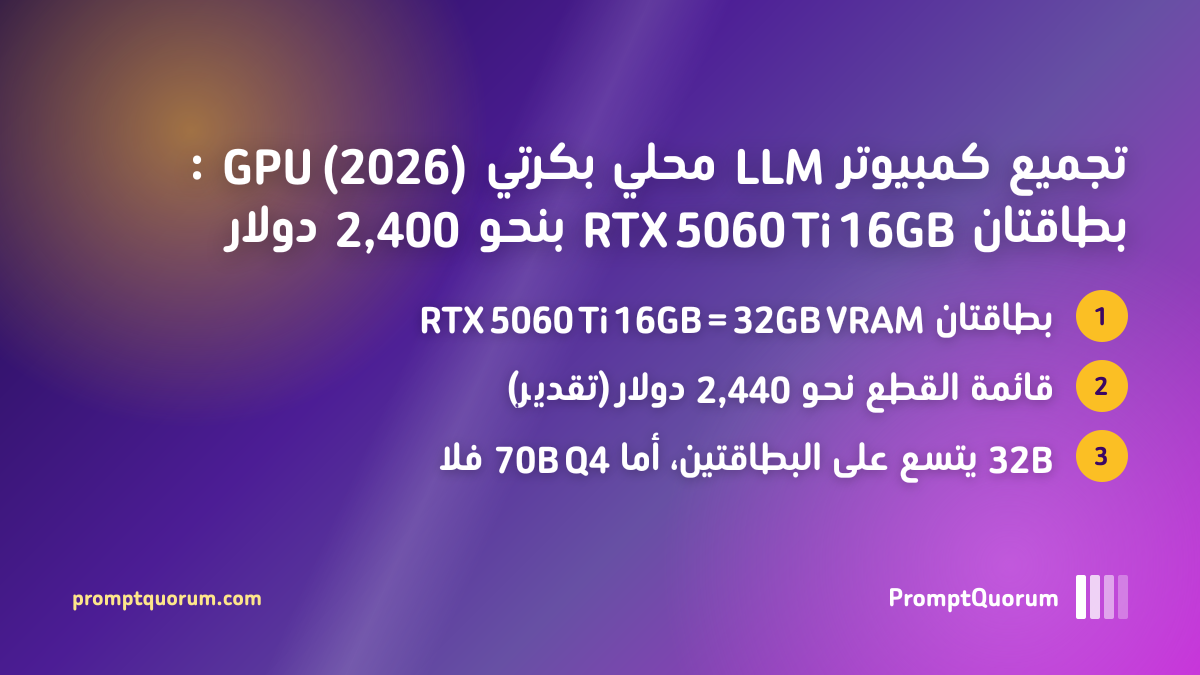 تجميع كمبيوتر LLM محلي بكرتي GPU (2026) :
بطاقتان RTX 5060 Ti 16GB بنحو 2,400 دولار
1 بطاقتان RTX 5060 Ti 16GB = 32GB VRAM
2 قائمة القطع نحو 2,440 دولار (تقدير)
3 32B يتسع على البطاقتين، أما 70B Q4 فلا
PromptQuorum
promptquorum.com